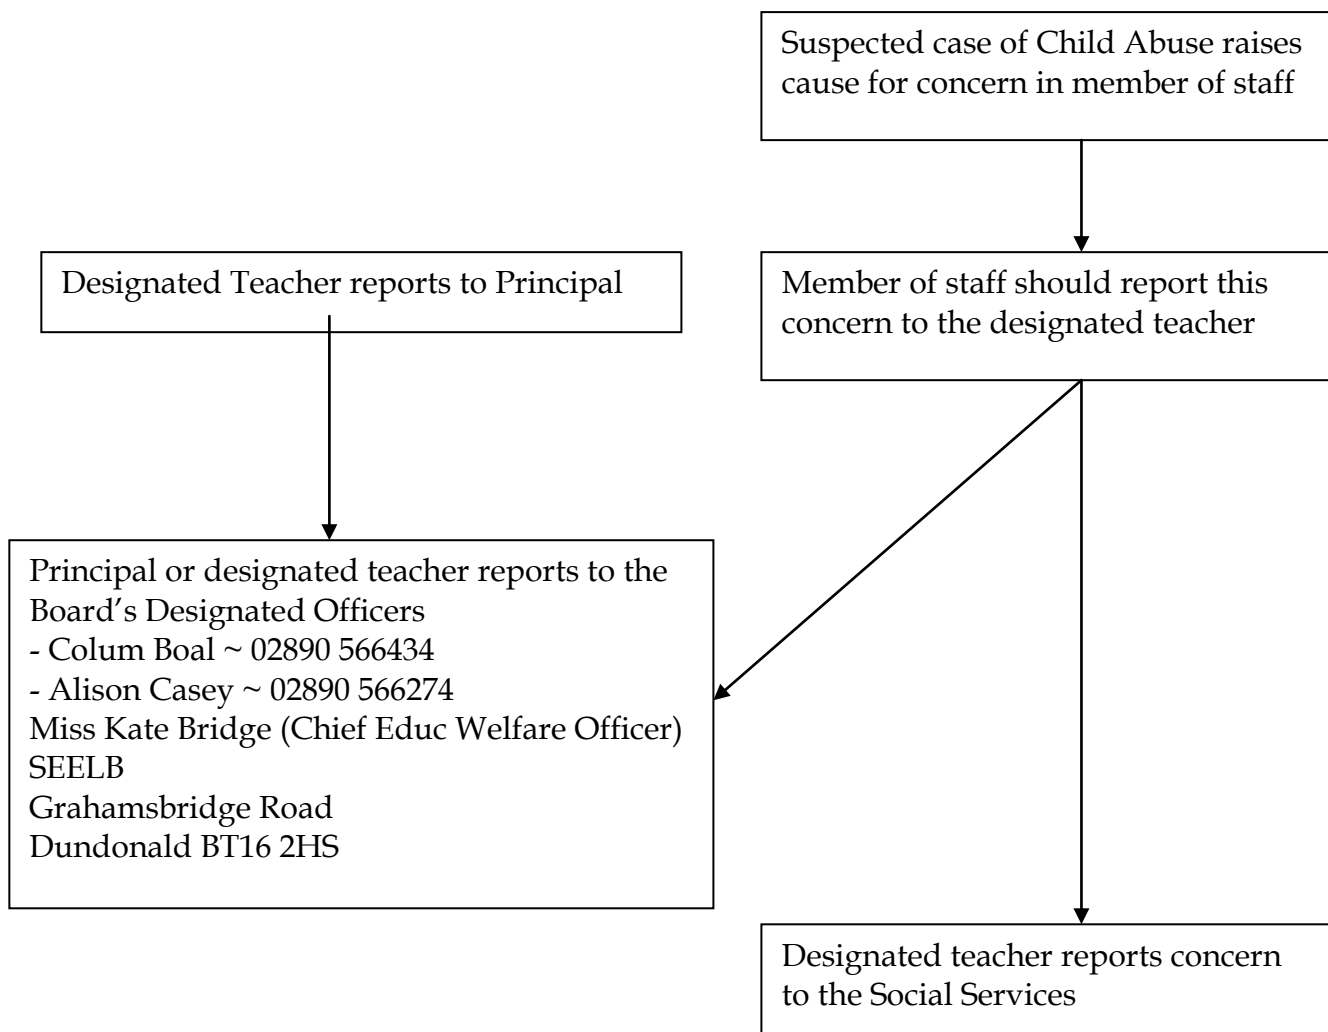 Suspected case of Child Abuse raises
cause for concern in member of staff
Designated Teacher reports to Principal
Member of staff should report this
concern to the designated teacher
Principal or designated teacher reports to the
Board’s Designated Officers
- Colum Boal ~ 02890 566434
- Alison Casey ~ 02890 566274
Miss Kate Bridge (Chief Educ Welfare Officer)
SEELB
Grahamsbridge Road
Dundonald BT16 2HS
Designated teacher reports concern
to the Social Services